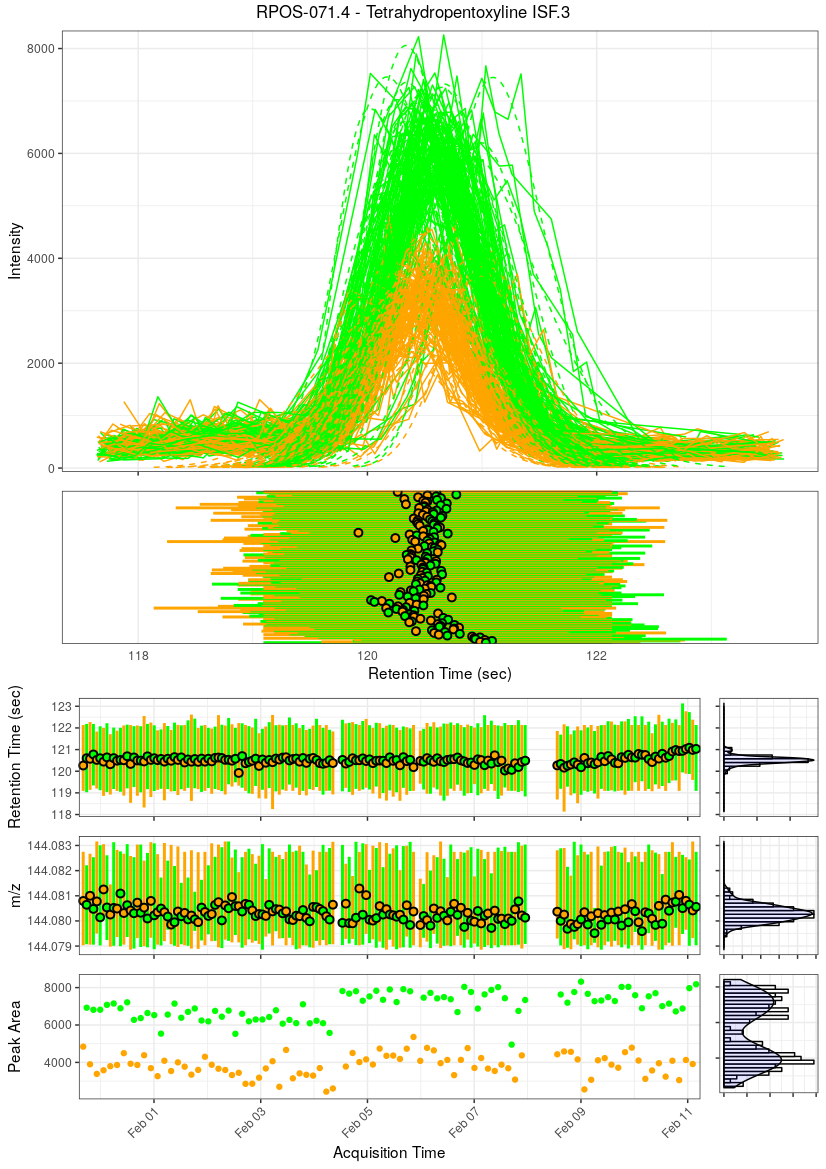 RPOS-071.4 - Tetrahydropentoxyline ISF.3
8000
6000
4000
2000
0
Intensity
118
120
122
Retention Time (sec)
123
122
121
120
119
118
Retention Time (sec)
144.083
144.082
144.081
144.080
144.079
m/z
8000
6000
4000
Peak Area
Feb 01
Feb 03
Feb 05
Feb 07
Feb 09
Feb 11
Acquisition Time